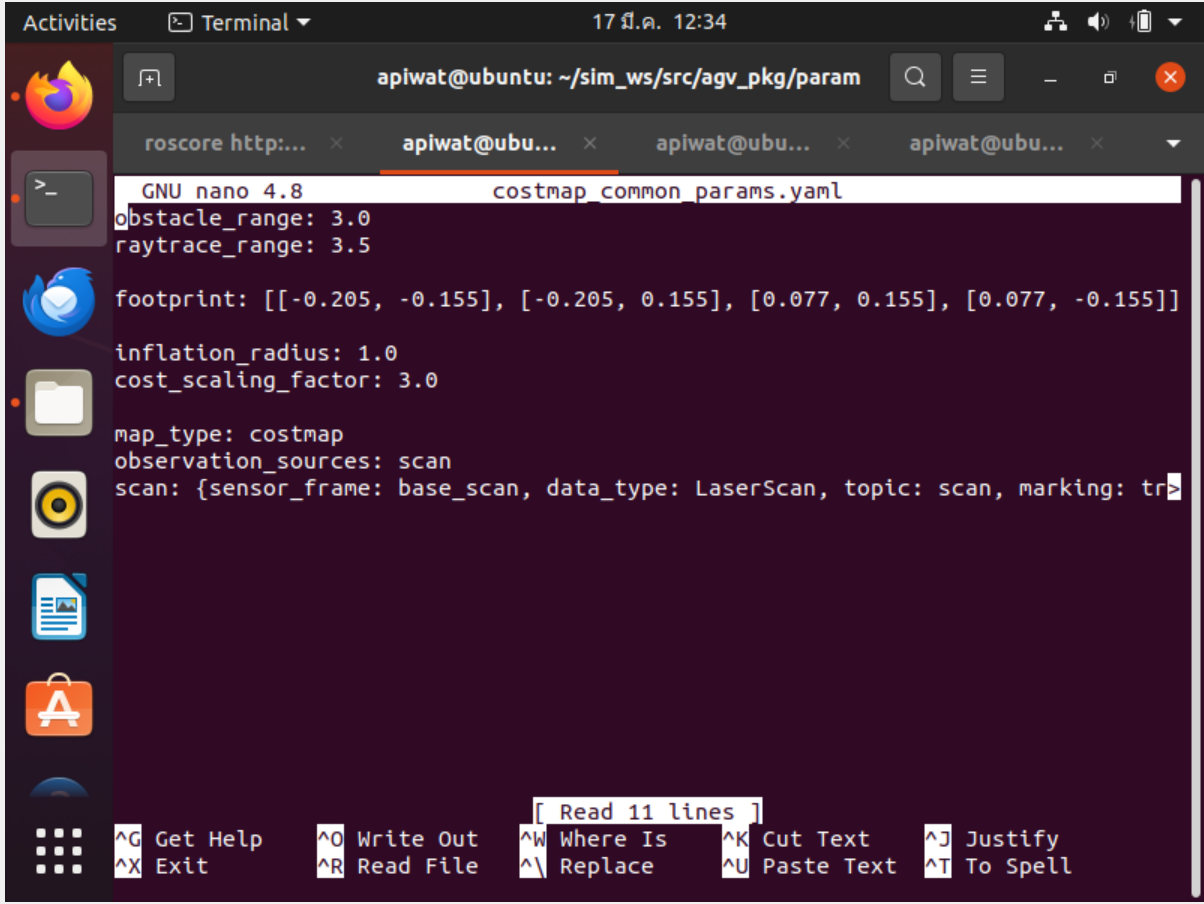 Activities
Terminal
17 มี.ค. 12:34
apiwat@ubuntu: ~/sim_ws/src/agv_pkg/param
roscore http:... × apiwat@ubu... × apiwat@ubu... × apiwat@ubu... ×
GNU nano 4.8 costmap_common_params.yaml
obstacle_range: 3.0
raytrace_range: 3.5
footprint: [[-0.205, -0.155], [-0.205, 0.155], [0.077, 0.155], [0.077, -0.155]]
inflation_radius: 1.0
cost_scaling_factor: 3.0
map_type: costmap
observation_sources: scan
scan: {sensor_frame: base_scan, data_type: LaserScan, topic: scan, marking: tr>
[ Read 11 lines ]
^G Get Help ^O Write Out ^W Where Is ^K Cut Text ^J Justify
^X Exit ^R Read File ^\ Replace ^U Paste Text ^T To Spell